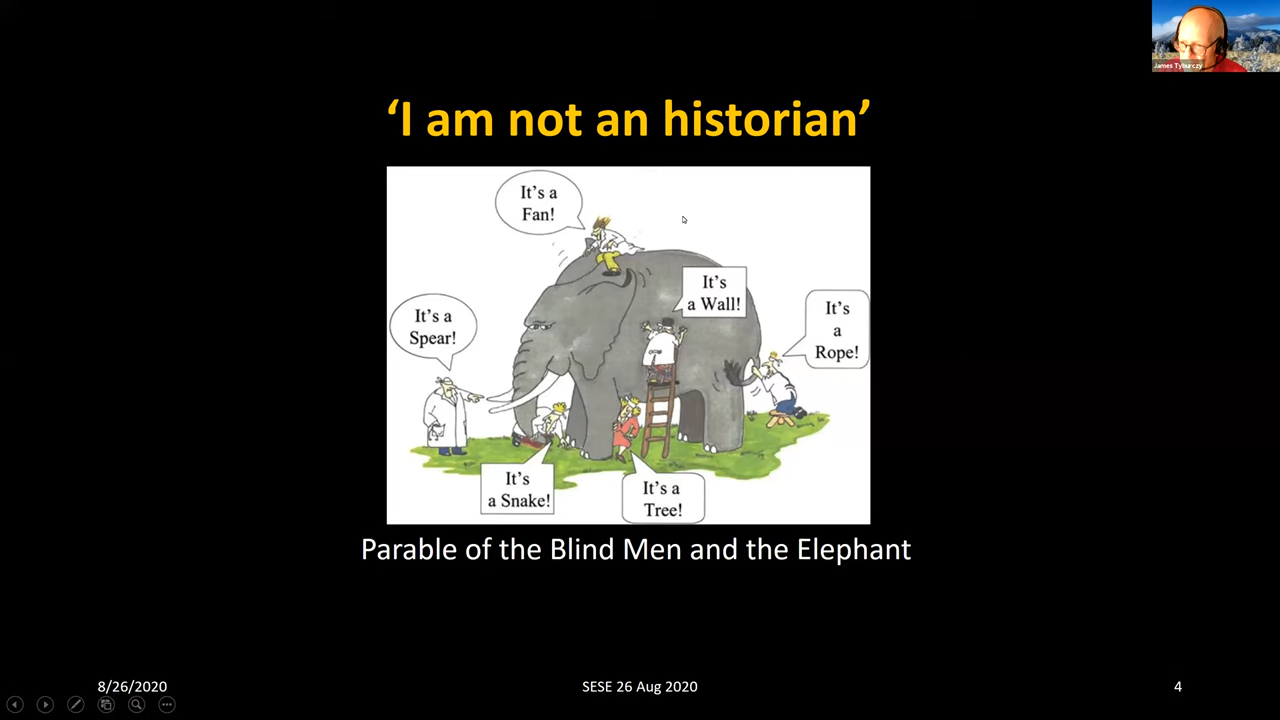 James Tyburczy
‘I am not an historian’
It's a
Fan!
It's
a Wall!
It's a
Spear!
It's
a
Rope!
It's
a Snake!
It's a
Tree!
Parable of the Blind Men and the Elephant
8/26/2020
SESE 26 Aug 2020
4